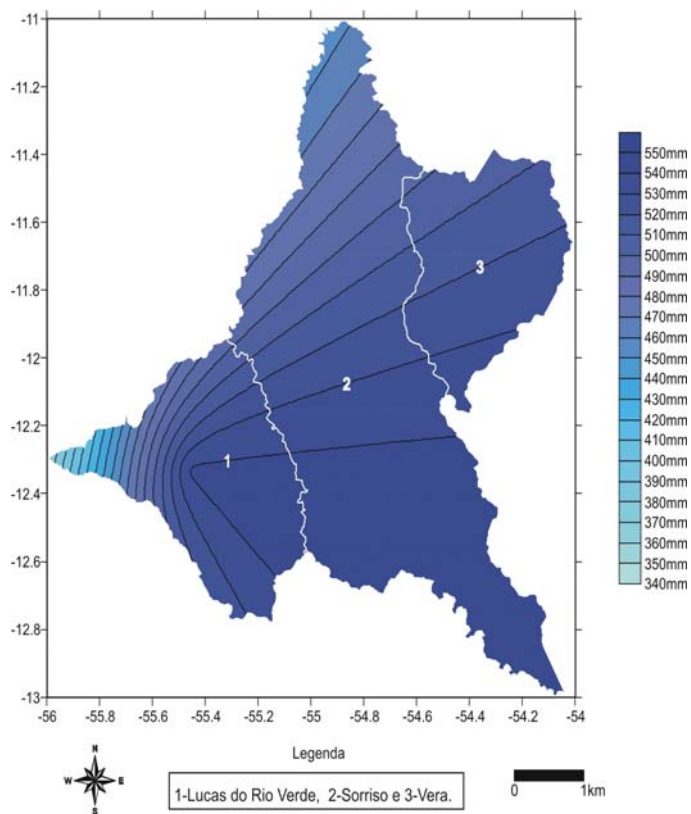 -11
-11.2
-11.4
-11.6
-11.8
-12
-12.2
-12.4
-12.6
-12.8
-13
3
2
1
550mm
540mm
530mm
520mm
510mm
500mm
490mm
480mm
470mm
450mm
440mm
430mm
420mm
410mm
400mm
380mm
370mm
360mm
350mm
340mm
-56 -55.8 -55.6 -55.4 -55.2 -55 -54.8 -54.6 -54.4 -54.2 -54
Legenda
N
W E
S
1-Lucas do Rio Verde, 2-Sorriso e 3-Vera.
0 1km